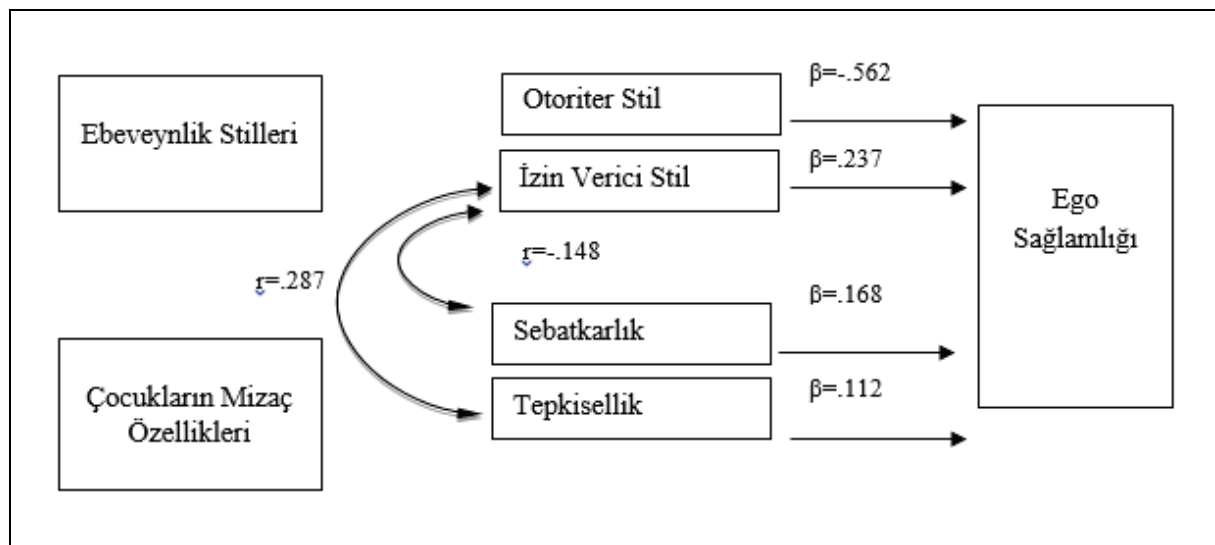 Ebeveynlik Stilleri
Otoriter Stil
β=-.562
İzin Verici Stil
β=.237
Ego
Sağlamlığı
r=-.148
r=.287
Sebatkarlık
β=.168
Çocukların Mizaç
Özellikleri
Tepkisellik
β=.112